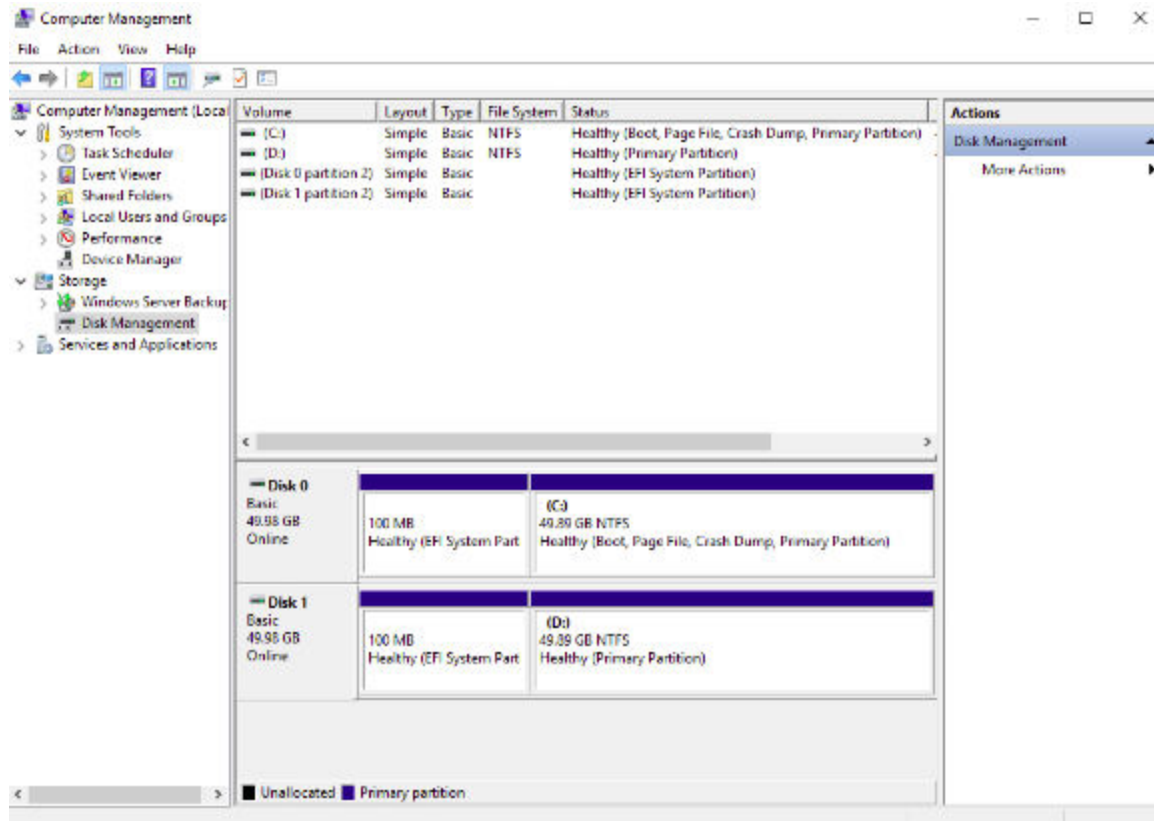 Computer Management
File Action View Help
Computer Management (Local
System Tools
Task Scheduler
Event Viewer
Shared Folders
Local Users and Groups
Performance
Device Manager
Storage
Windows Server Backup
Disk Management
Services and Applications
Volume Layout Type File System Status
(C:) Simple Basic NTFS Healthy (Boot, Page File, Crash Dump, Primary Partition)
(D:) Simple Basic NTFS Healthy (Primary Partition)
(Disk 0 partition 2) Simple Basic Healthy (EFI System Partition)
(Disk 1 partition 2) Simple Basic Healthy (EFI System Partition)
Disk 0
Basic
49.98 GB
Online
100 MB
Healthy (EFI System Part
(C:)
49.89 GB NTFS
Healthy (Boot, Page File, Crash Dump, Primary Partition)
Disk 1
Basic
49.98 GB
Online
100 MB
Healthy (EFI System Part
(D:)
49.89 GB NTFS
Healthy (Primary Partition)
Unallocated Primary partition
Actions
Disk Management
More Actions